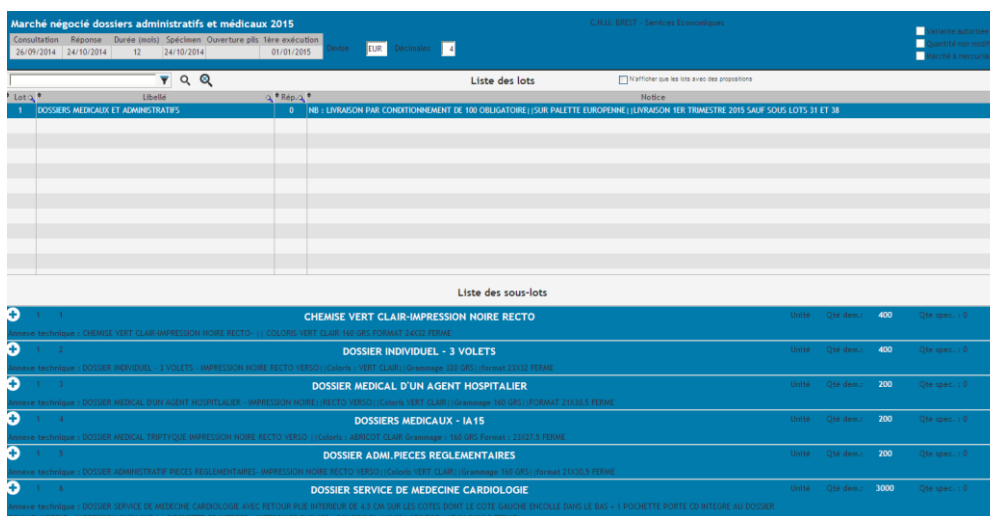 Marché négocié dossiers administratifs et médicaux 2015
C.H.U. BREST - Services Economiques
Consultation Réponse Durée (mois) Spécimen Ouverture plis 1ère exécution
26/09/2014 24/10/2014 12 24/10/2014 01/01/2015
Devise EUR Décimales 4
Variante autorisée
Quantité non modif
Marché à mercuria
Liste des lots
N'afficher que les lots avec des propositions
Lot Libellé Rép. Notice
1 DOSSIERS MEDICAUX ET ADMINISTRATIFS 0 NB : LIVRAISON PAR CONDITIONNEMENT DE 100 OBLIGATOIRE||SUR PALETTE EUROPENNE||LIVRAISON 1ER TRIMESTRE 2015 SAUF SOUS LOTS 31 ET 38
Liste des sous-lots
1 1 CHEMISE VERT CLAIR-IMPRESSION NOIRE RECTO Unité Qté dem.: 400 Qte spec. : 0
Annexe technique : CHEMISE VERT CLAIR-IMPRESSION NOIRE RECTO- || COLORIS VERT CLAIR 160 GRS FORMAT 24X32 FERME
1 2 DOSSIER INDIVIDUEL - 3 VOLETS Unité Qté dem.: 400 Qte spec. : 0
Annexe technique : DOSSIER INDIVIDUEL - 3 VOLETS - IMPRESSION NOIRE RECTO VERSO||Coloris : VERT CLAIR||Grammage 320 GRS||format 23X32 FERME
1 3 DOSSIER MEDICAL D'UN AGENT HOSPITALIER Unité Qté dem.: 200 Qte spec. : 0
Annexe technique : DOSSIER MEDICAL D'UN AGENT HOSPITLALIER - IMPRESSION NOIRE||RECTO VERSO||Coloris VERT CLAIR||Grammage 160 GRS||FORMAT 21X30,5 FERME
1 4 DOSSIERS MEDICAUX - IA15 Unité Qté dem.: 200 Qte spec. : 0
Annexe technique : DOSSIER MEDICAL TRIPTYQUE IMPRESSION NOIRE RECTO VERSO ||Coloris : ABRICOT CLAIR Grammage : 160 GRS Format : 23X27,5 FERME
1 5 DOSSIER ADMI.PIECES REGLEMENTAIRES Unité Qté dem.: 200 Qte spec. : 0
Annexe technique : DOSSIER ADMINISTRATIF PIECES REGLEMENTAIRES- IMPRESSION NOIRE RECTO VERSO||Coloris VERT CLAIR||Grammage 160 GRS||format 21X30,5 FERME
1 6 DOSSIER SERVICE DE MEDECINE CARDIOLOGIE Unité Qté dem.: 3000 Qte spec. : 0
Annexe technique : DOSSIER SERVICE DE MEDECINE CARDIOLOGIE AVEC RETOUR PLIE INTERIEUR DE 4,5 CM SUR LES COTES DONT LE COTE GAUCHE ENCOLLE DANS LE BAS + 1 POCHETTE PORTE CD INTEGRE AU DOSSIER